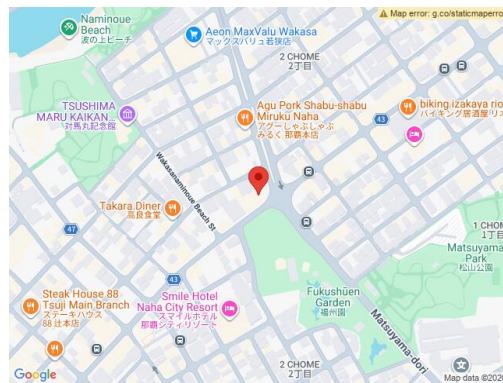 Naminoue
Beach
波の上ビーチ
Aeon MaxValu Wakasa
マックスバリュ若狭店
Map error: g.co/staticmaperro
2 CHOME
2丁目
TSUSHIMA
MARU KAIKAN...
対馬丸記念館
Agu Pork Shabu-shabu
Mirukū Naha
アグーしゃぶしゃぶ
みるく 那覇本店
biking izakaya rio
バイキング居酒屋 リオ
43
Wakasanaminoue Beach St
Takara Diner
高良食堂
47
43
1 CHOM
1丁目
Matsuyama
Park
松山公園
Steak House 88
Tsuji Main Branch
ステーキハウス
88 辻本店
Smile Hotel
Naha City Resort
スマイルホテル
那覇シティリゾート
Fukushūen
Garden
福州園
Matsuyama-dori
2 CHOME
2丁目
Google
Map data ©202